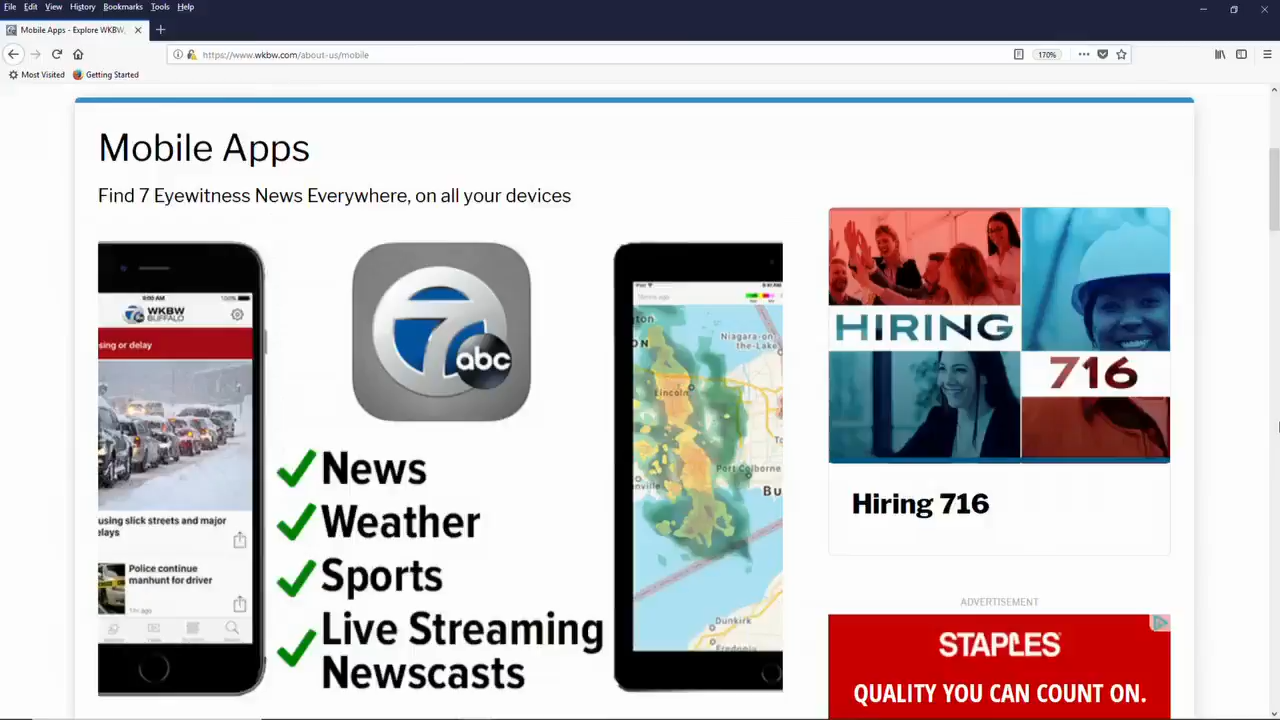 File Edit View History Bookmarks Tools Help
Mobile Apps - Explore WKBW,
https://www.wkbw.com/about-us/mobile
170%
Most Visited
Getting Started
Mobile Apps
Find 7 Eyewitness News Everywhere, on all your devices
100%
7 WKBW
BUFFALO
sing or delay
using slick streets and major
elays
Police continue
manhunt for driver
7 abc
News
Weather
Sports
Live Streaming
Newscasts
Niagara-on
the-Lake
Lincoln
Port Colborne
Bu
Dunkirk
Fredonia
HIRING
716
Hiring 716
ADVERTISEMENT
STAPLES
QUALITY YOU CAN COUNT ON.